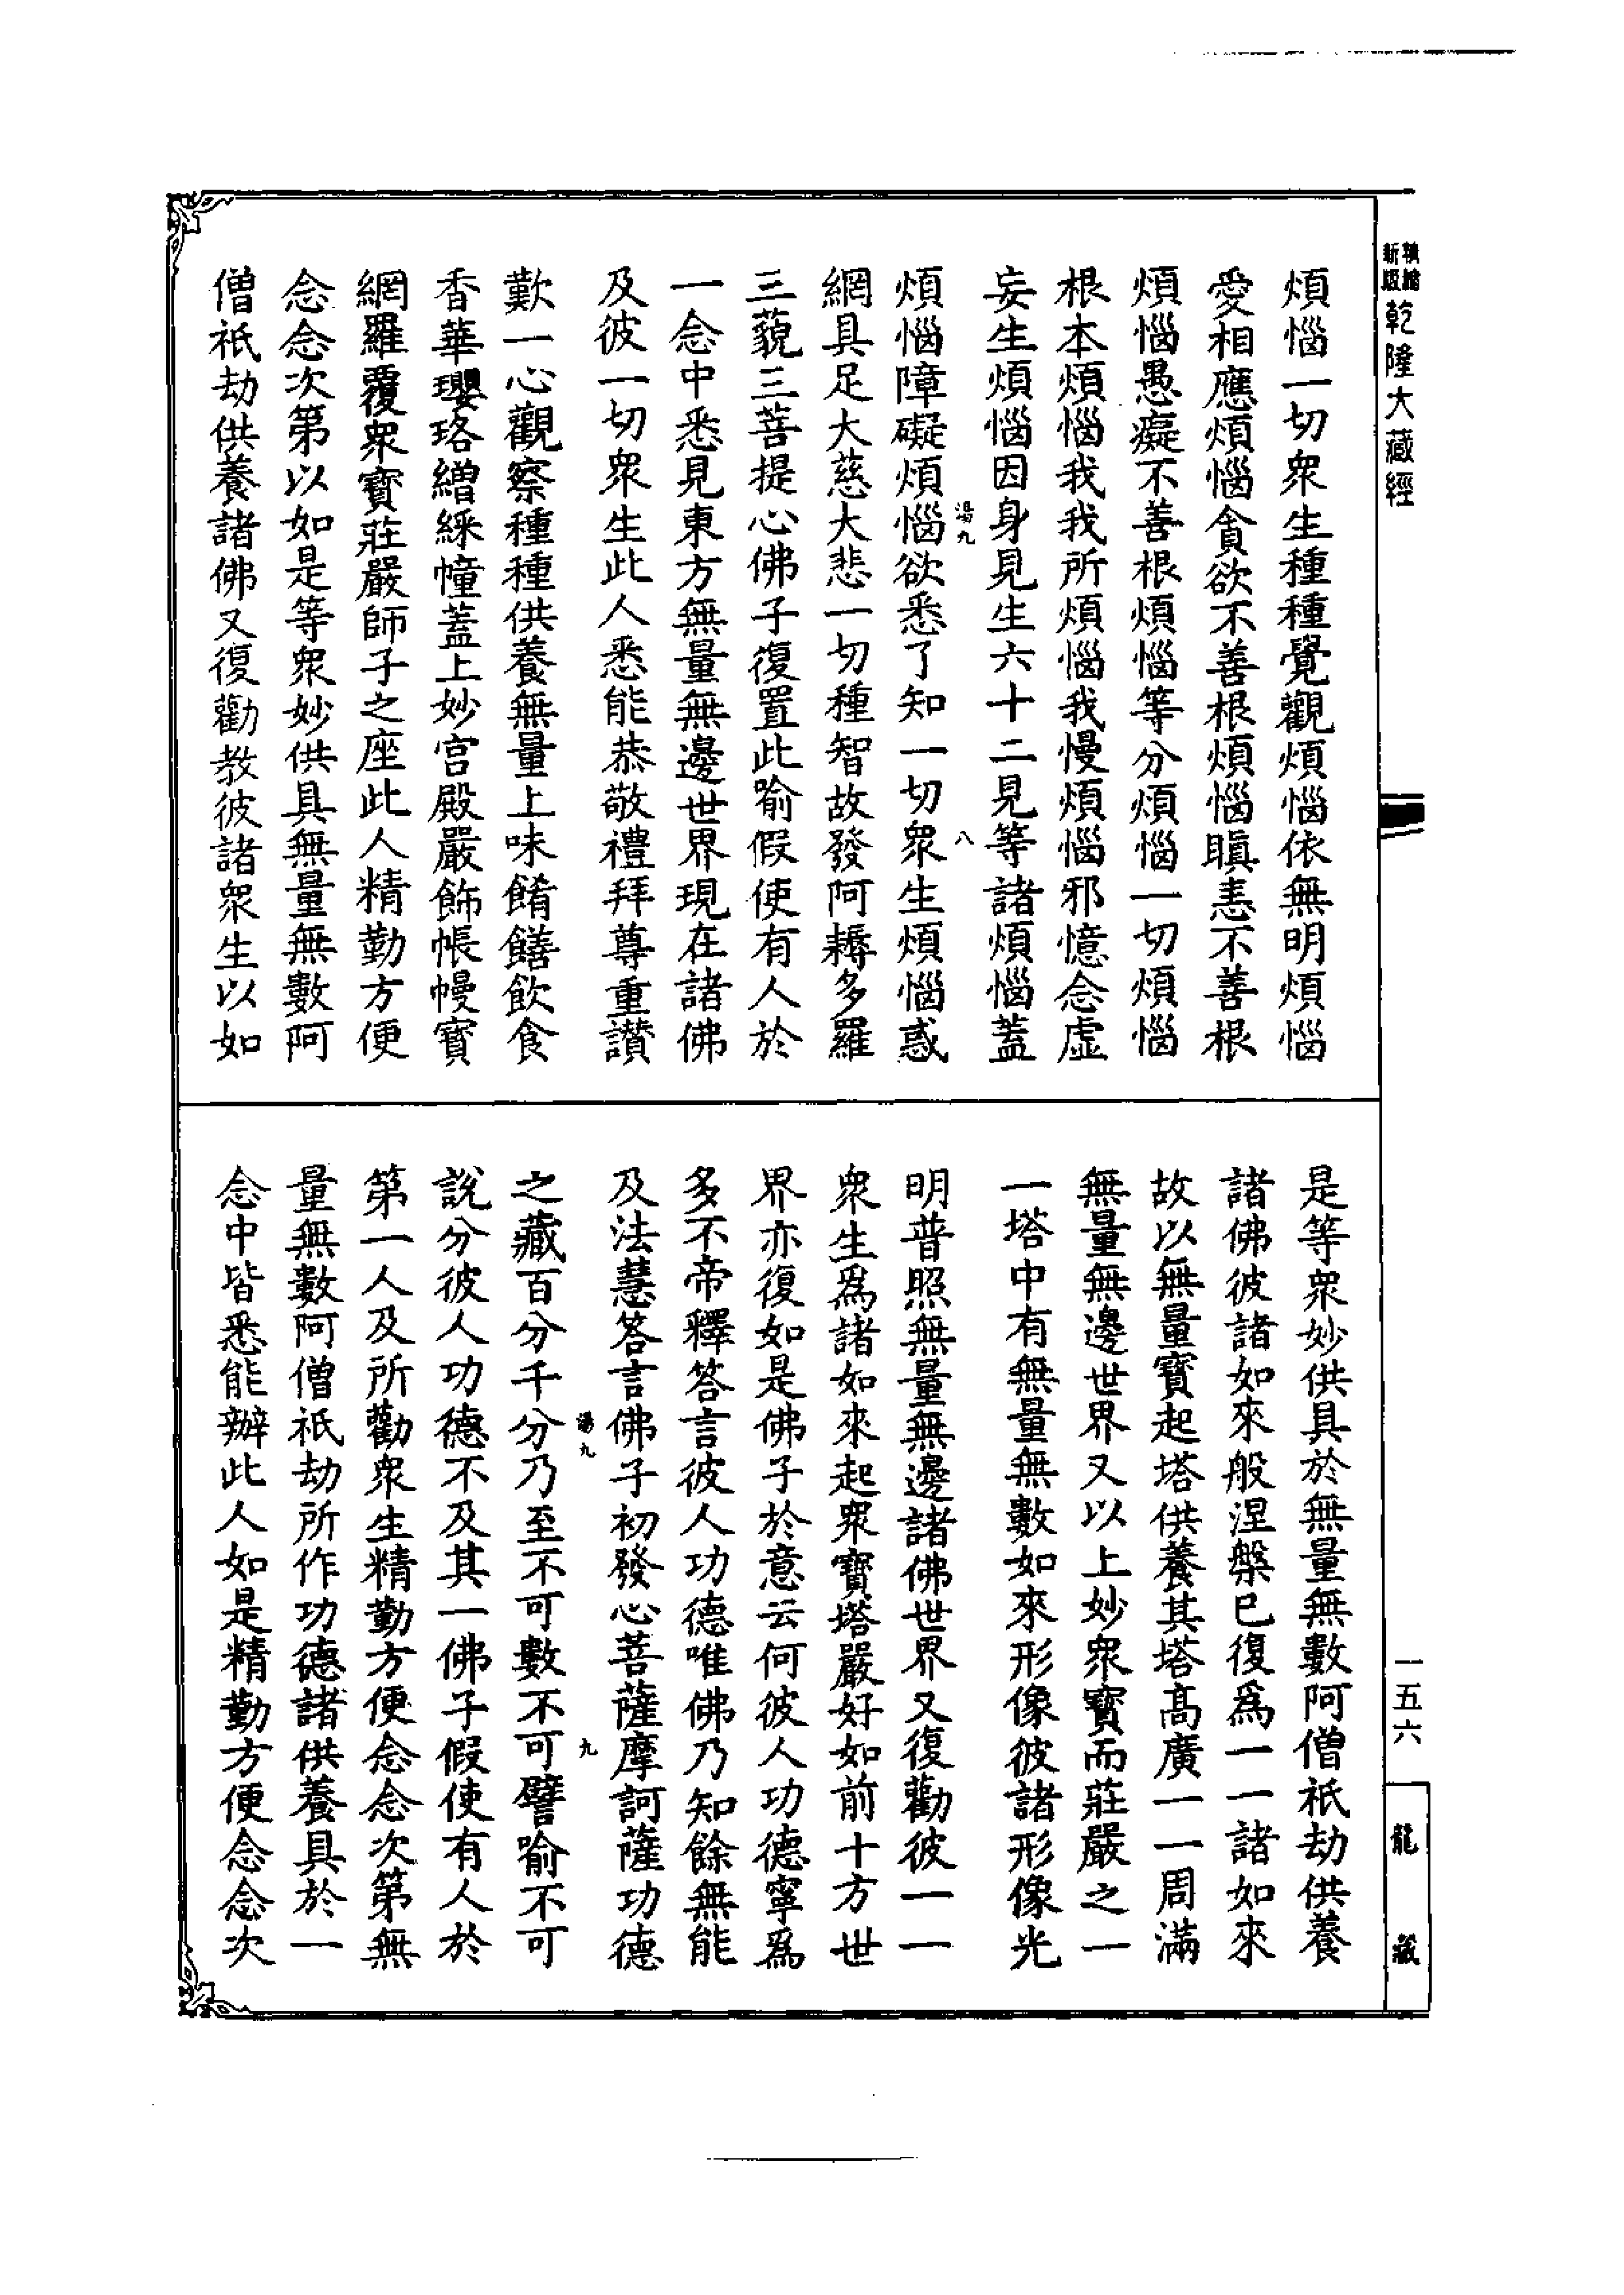 新版精縮乾隆大藏經
煩惱一切衆生種種覺觀煩惱依無明煩惱
愛相應煩惱貪欲不善根煩惱瞋恚不善根
煩惱愚癡不善根煩惱等分煩惱一切煩惱
根本煩惱我我所煩惱我慢煩惱邪憶念虛
妄生煩惱因身見生六十二見等諸煩惱蓋
湯九
八
煩惱障礙煩惱欲悉了知一切衆生煩惱惑
網具足大慈大悲一切種智故發阿耨多羅
三藐三菩提心佛子復置此喻假使有人於
一念中悉見東方無量無邊世界現在諸佛
及彼一切衆生此人悉能恭敬禮拜尊重讃
歎一心觀察種種供養無量上味餚饍飲食
香華瓔珞繒綵幢蓋上妙宮殿嚴飾帳幔寶
網羅覆衆寶莊嚴師子之座此人精勤方便
念念次第以如是等衆妙供具無量無數阿
僧祇劫供養諸佛又復勸教彼諸衆生以如
是等衆妙供具於無量無數阿僧祇劫供養
諸佛彼諸如來般涅槃已復爲一一諸如來
故以無量寶起塔供養其塔高廣一一周滿
無量無邊世界又以上妙衆寶而莊嚴之一
一塔中有無量無數如來形像彼諸形像光
明普照無量無邊諸佛世界又復勸彼一一
衆生爲諸如來起衆寶塔嚴好如前十方世
界亦復如是佛子於意云何彼人功德寧爲
多不帝釋答言彼人功德唯佛乃知餘無能
及法慧答言佛子初發心菩薩摩訶薩功德
湯九
九
之藏百分千分乃至不可數不可譬喻不可
說分彼人功德不及其一佛子假使有人於
第一人及所勸衆生精勤方便念念次第無
量無數阿僧祇劫所作功德諸供養具於一
念中皆悉能辦此人如是精勤方便念念次
一五六
龍藏